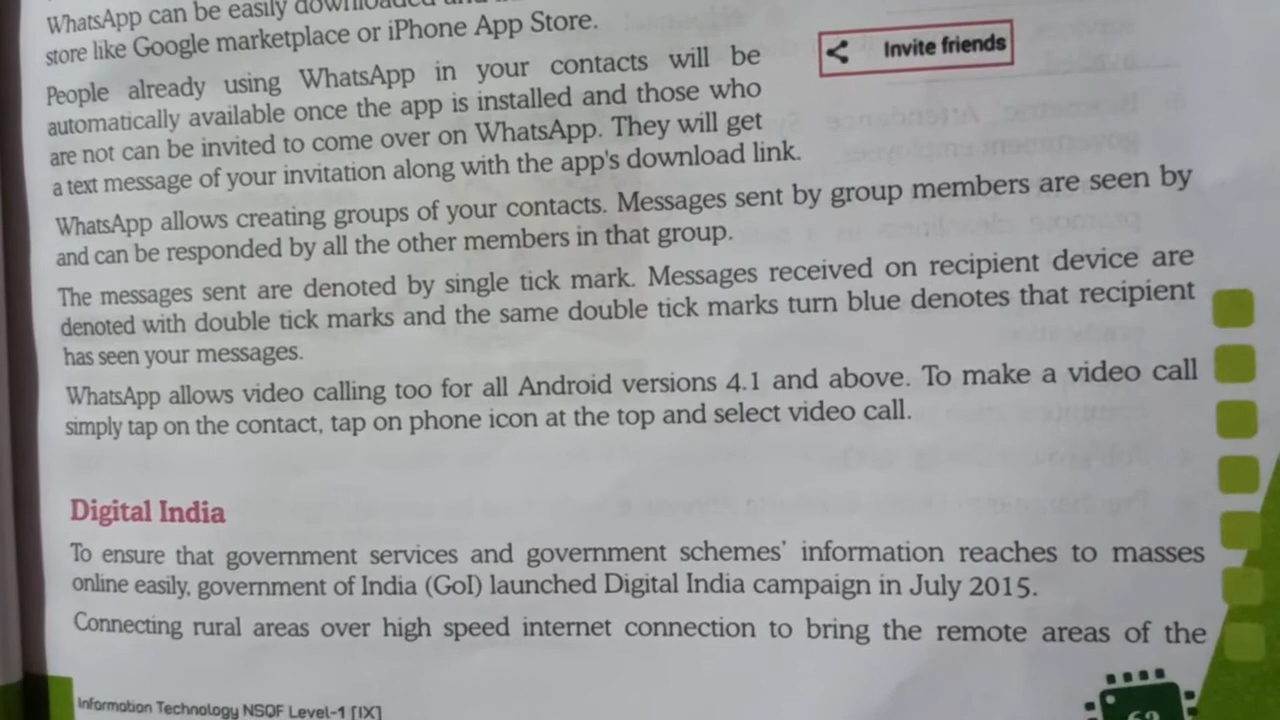 WhatsApp can be easily downloaded and
store like Google marketplace or iPhone App Store.
Invite friends
People already using WhatsApp in your contacts will be
automatically available once the app is installed and those who
are not can be invited to come over on WhatsApp. They will get
a text message of your invitation along with the app's download link.
WhatsApp allows creating groups of your contacts. Messages sent by group members are seen by
and can be responded by all the other members in that group.
The messages sent are denoted by single tick mark. Messages received on recipient device are
denoted with double tick marks and the same double tick marks turn blue denotes that recipient
has seen your messages.
WhatsApp allows video calling too for all Android versions 4.1 and above. To make a video call
simply tap on the contact, tap on phone icon at the top and select video call.
Digital India
To ensure that government services and government schemes' information reaches to masses
online easily, government of India (GoI) launched Digital India campaign in July 2015.
Connecting rural areas over high speed internet connection to bring the remote areas of the
Information Technology NSQF Level-1 [IX]